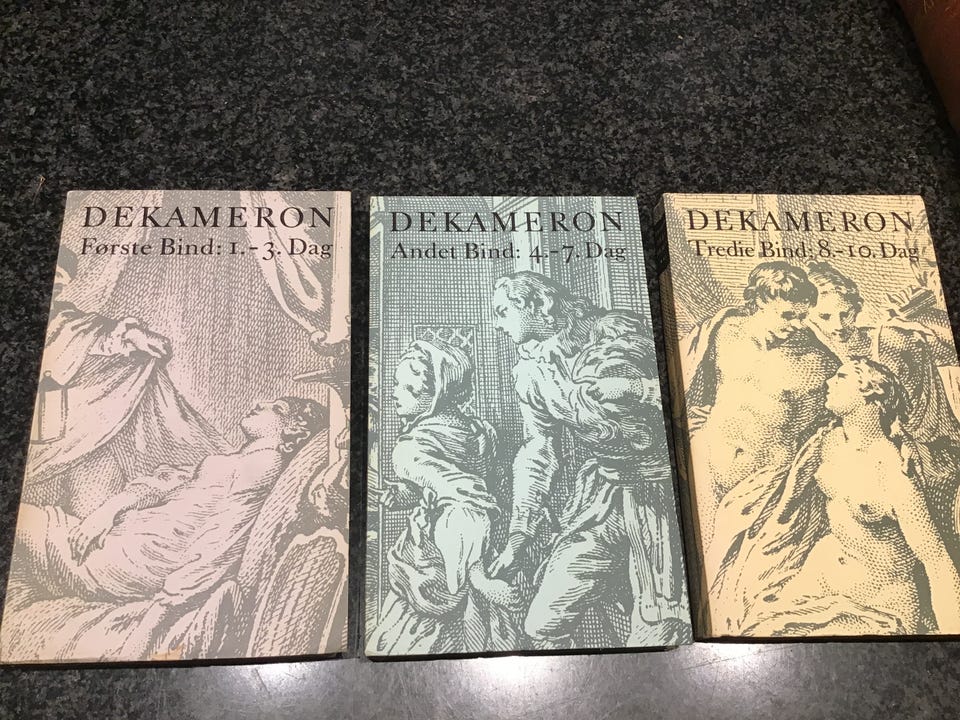 DEKAMERON
Første Bind: 1.-3. Dag
DEKAMERON
Andet Bind: 4.-7. Dag
DEKAMERON
Tredie Bind: 8.-10. Dag